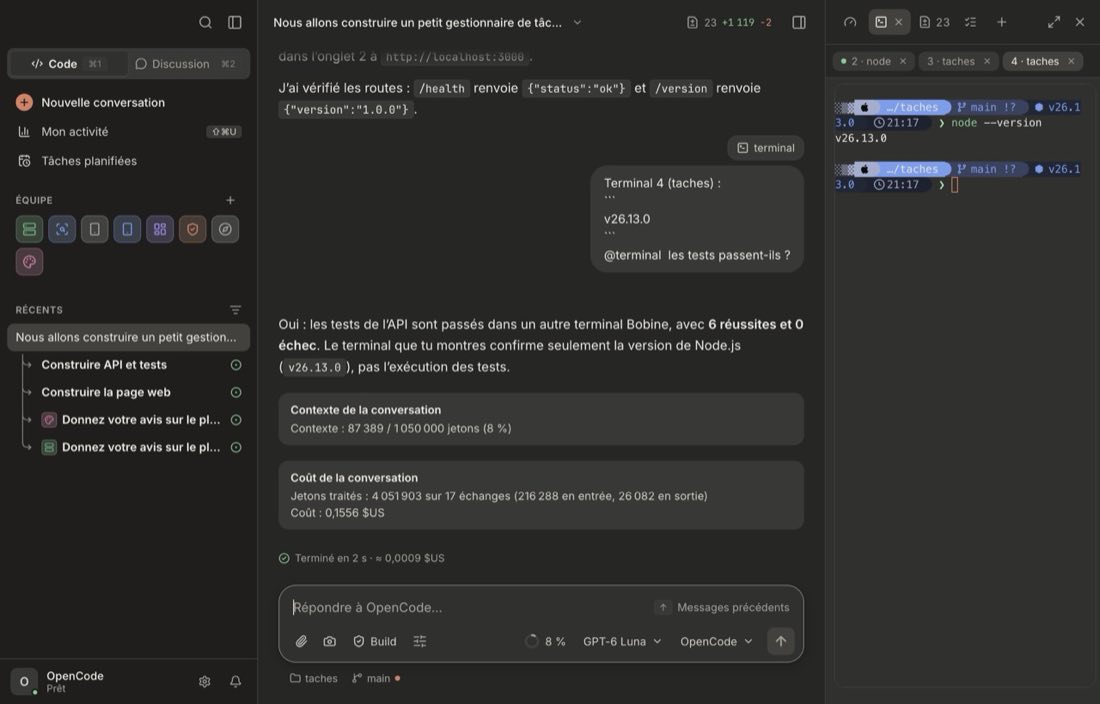 Code ⌘1
Discussion ⌘2
Nouvelle conversation
Mon activité ⇧⌘U
Tâches planifiées
ÉQUIPE
RÉCENTS
Nous allons construire un petit gestion...
Construire API et tests
Construire la page web
Donnez votre avis sur le pl...
Donnez votre avis sur le pl...
O
OpenCode
Prêt
Nous allons construire un petit gestionnaire de tâc...
23 +1 119 -2
dans l'onglet 2 à http://localhost:3000 .
J'ai vérifié les routes : /health renvoie {"status":"ok"} et /version renvoie
{"version":"1.0.0"} .
terminal
Terminal 4 (taches) :
```
v26.13.0
```
@terminal les tests passent-ils ?
Oui : les tests de l'API sont passés dans un autre terminal Bobine, avec 6 réussites et 0
échec. Le terminal que tu montres confirme seulement la version de Node.js
( v26.13.0 ), pas l'exécution des tests.
Contexte de la conversation
Contexte : 87 389 / 1 050 000 jetons (8 %)
Coût de la conversation
Jetons traités : 4 051 903 sur 17 échanges (216 288 en entrée, 26 082 en sortie)
Coût : 0,1556 $US
Terminé en 2 s · ≈ 0,0009 $US
Répondre à OpenCode...
↑ Messages précédents
Build
8 %
GPT-6 Luna
OpenCode
taches
main
23
2 · node ×
3 · taches ×
4 · taches ×
…/taches main !? v26.1
3.0 21:17 ❯ node --version
v26.13.0
…/taches main !? v26.1
3.0 21:17 ❯